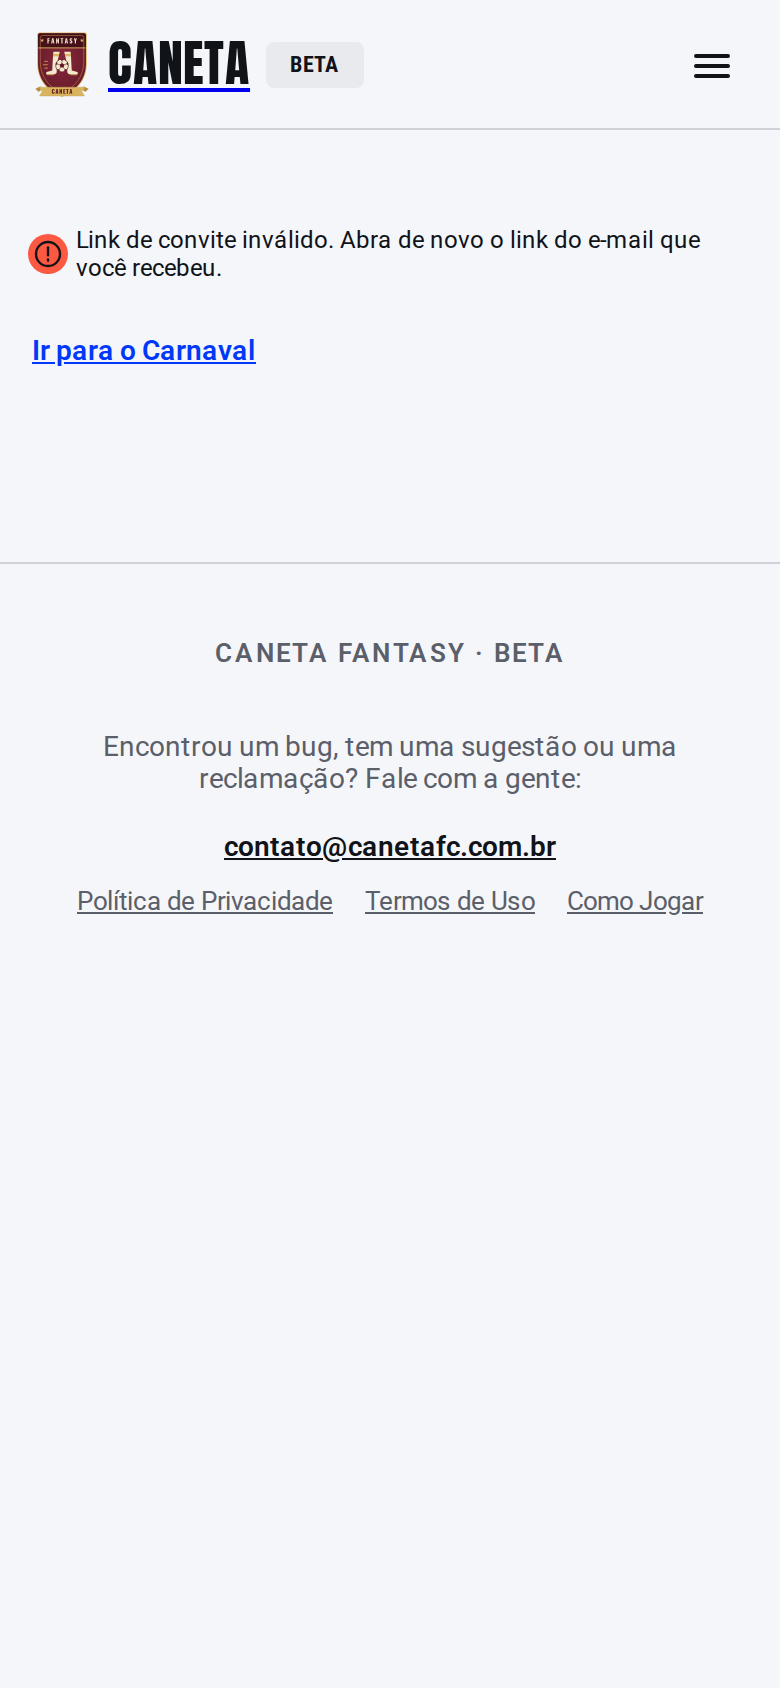 FANTASY
CANETA
CANETA
BETA
Link de convite inválido. Abra de novo o link do e-mail que
você recebeu.
Ir para o Carnaval
CANETA FANTASY · BETA
Encontrou um bug, tem uma sugestão ou uma
reclamação? Fale com a gente:
contato@canetafc.com.br
Política de Privacidade
Termos de Uso
Como Jogar